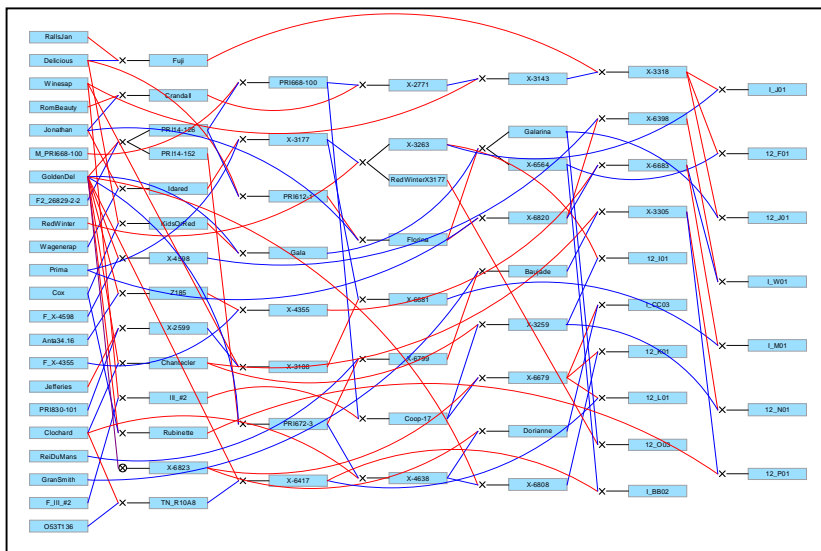 RallsJan
Delicious
Winesap
RomBeauty
Jonathan
M_PRI668-100
GoldenDel
F2_26829-2-2
RedWinter
Wagenerap
Prima
Cox
F_X-4598
Anta34.16
F_X-4355
Jefferies
PRI830-101
Clochard
ReiDuMans
GranSmith
F_III_#2
O53T136
Fuji
Crandall
PRI14-126
PRI14-152
Idared
KidsOrRed
X-4598
Z185
X-2599
Chantecler
III_#2
Rubinette
X-6823
TN_R10A8
PRI668-100
X-3177
PRI612-1
Gala
X-4355
X-3188
PRI672-3
X-6417
X-2771
X-3263
RedWinterX3177
Florina
X-6681
X-6799
Coop-17
X-4638
X-3143
Galarina
X-6564
X-6820
Baujade
X-3259
X-6679
Dorianne
X-6808
X-3318
X-6398
X-6683
X-3305
12_I01
I_CC03
12_K01
12_L01
12_O03
I_BB02
I_J01
12_F01
12_J01
I_W01
I_M01
12_N01
12_P01